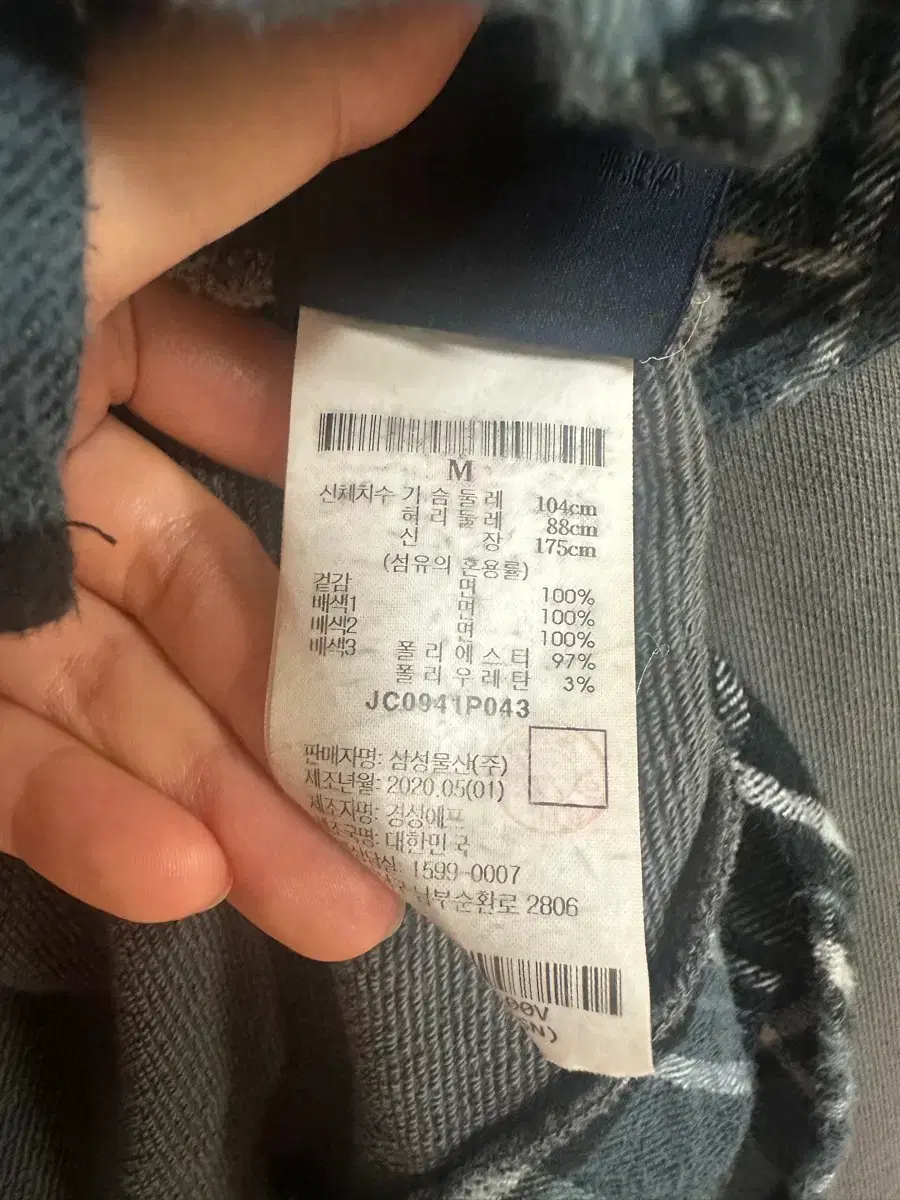 M
신체치수 가슴둘레 104cm
허리둘레 88cm
신 장 175cm
(섬유의 혼용률)
겉감 면 100%
배색1 면 100%
배색2 면 100%
배색3 폴리에스터 97%
폴리우레탄 3%
JC0941P043
판매자명: 삼성물산(주)
제조년월: 2020.05(01)
제조자명: 경성에프
대한민국
1599-0007
남부순환로 2806